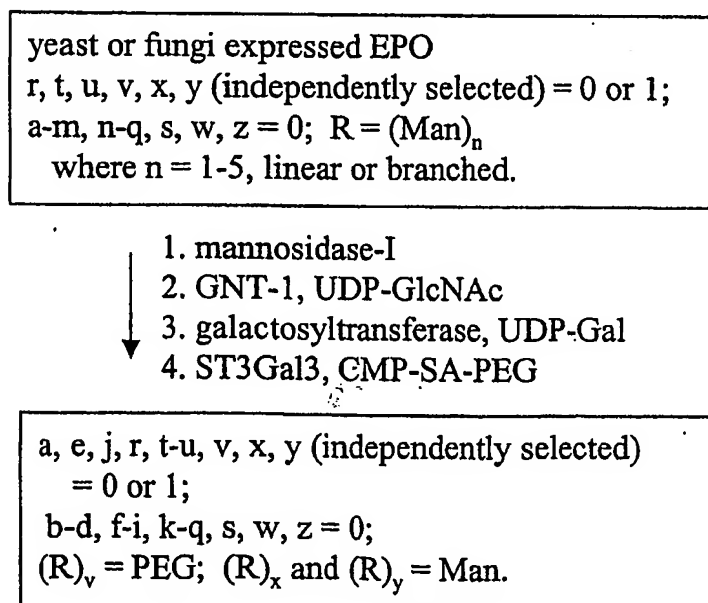 yeast or fungi expressed EPO
r, t, u, v, x, y (independently selected) = 0 or 1;
a-m, n-q, s, w, z = 0; R = (Man)n
where n = 1-5, linear or branched.
1. mannosidase-I
2. GNT-1, UDP-GlcNAc
3. galactosyltransferase, UDP-Gal
4. ST3Gal3, CMP-SA-PEG
a, e, j, r, t-u, v, x, y (independently selected)
= 0 or 1;
b-d, f-i, k-q, s, w, z = 0;
(R)v = PEG; (R)x and (R)y = Man.